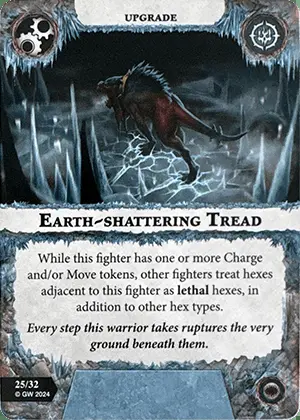 UPGRADE
EARTH-SHATTERING TREAD
While this fighter has one or more Charge
and/or Move tokens, other fighters treat hexes
adjacent to this fighter as lethal hexes, in
addition to other hex types.
Every step this warrior takes ruptures the very
ground beneath them.
25/32
© GW 2024